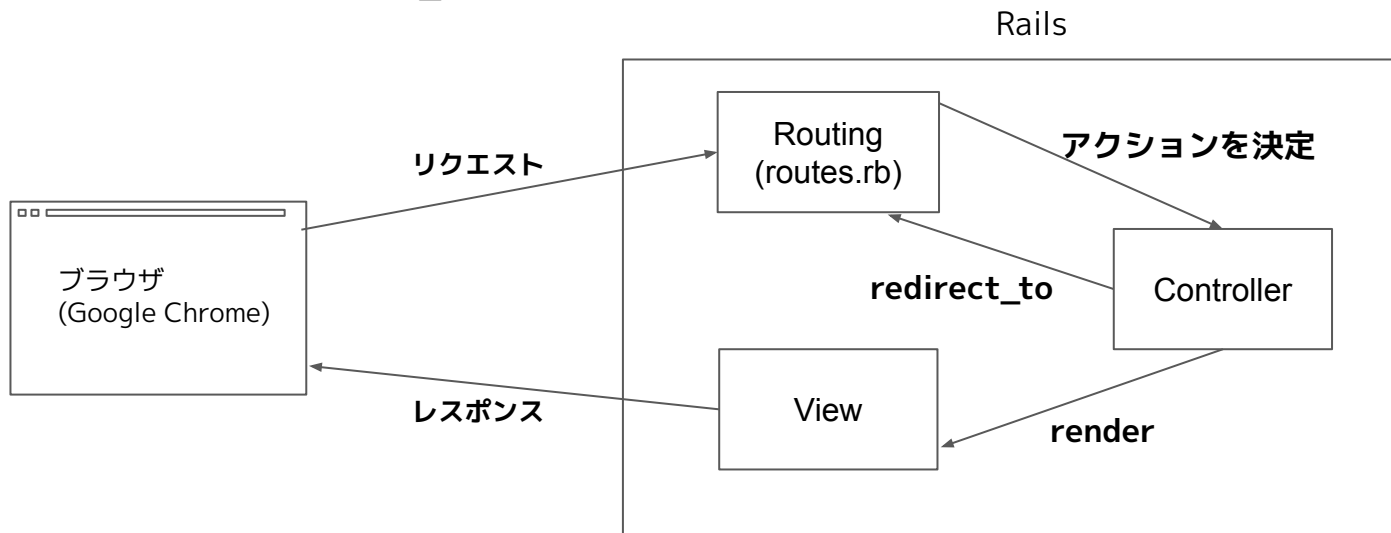 Rails
Routing
(routes.rb)
アクションを決定
リクエスト
ブラウザ
(Google Chrome)
redirect_to
Controller
レスポンス
View
render